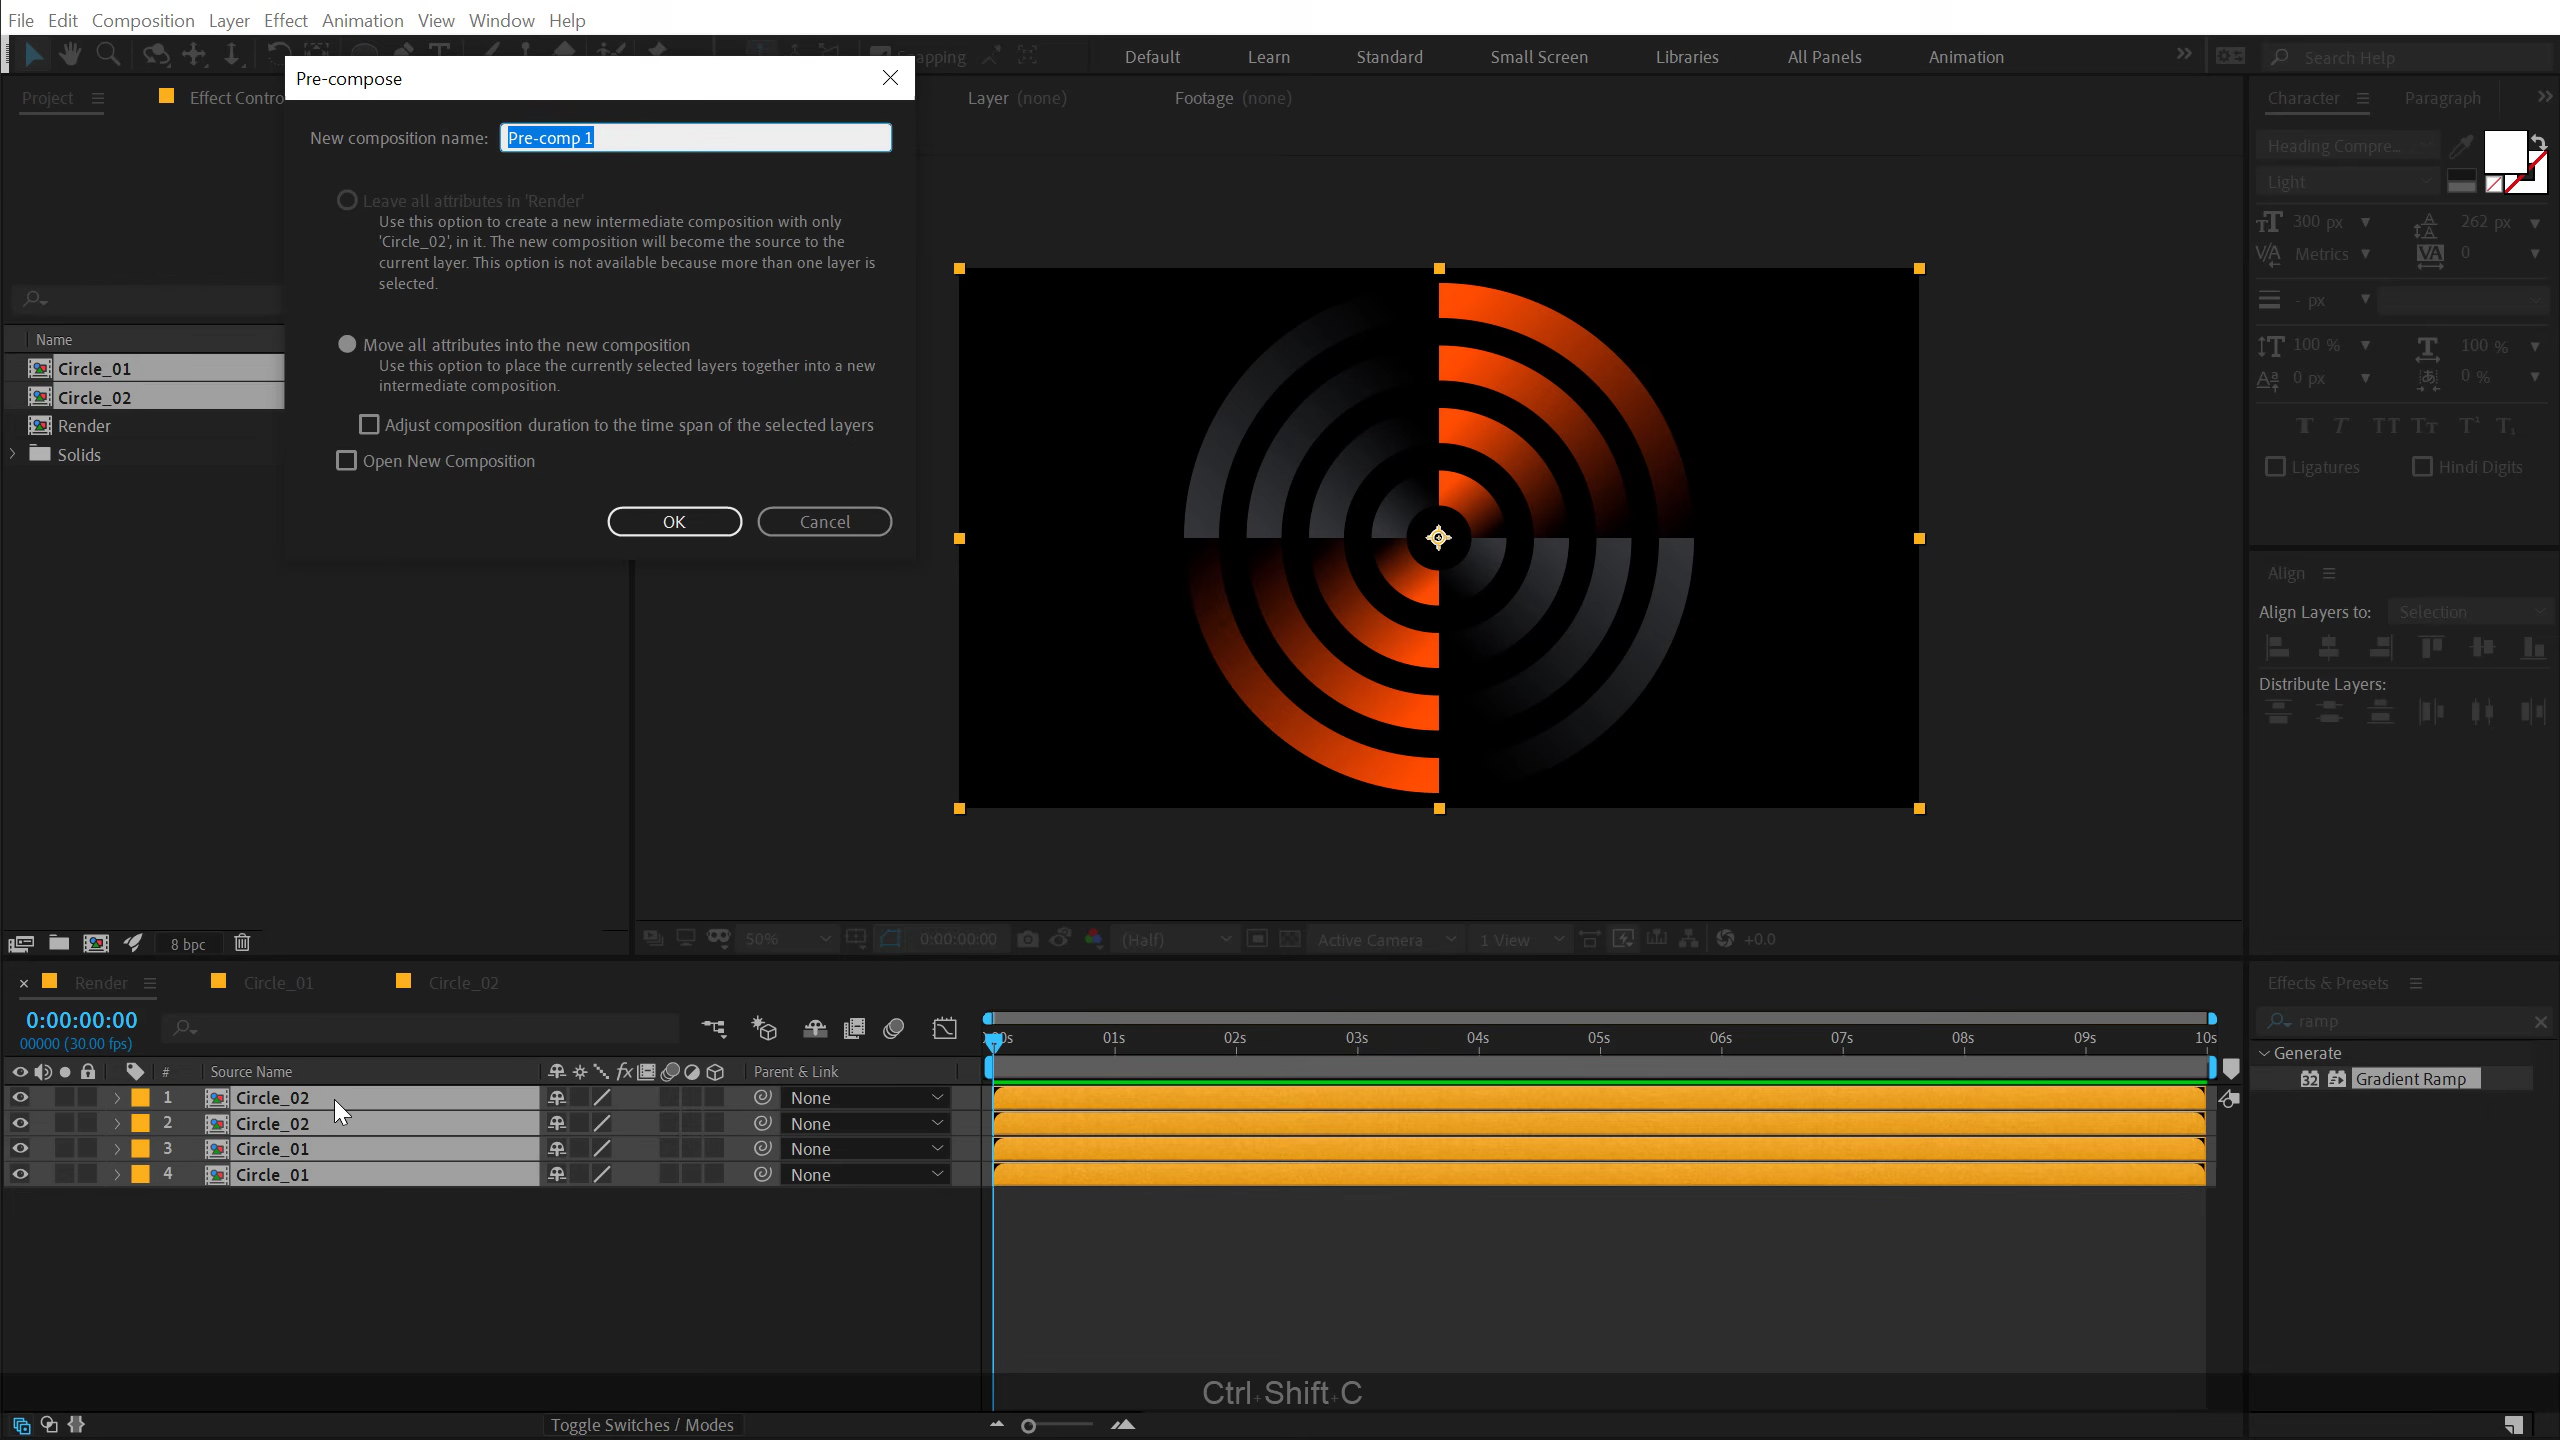 File Edit Composition Layer Effect Animation View Window Help
Snapping Default Learn Standard Small Screen Libraries All Panels Animation Search Help
Pre-compose
Project Effect Contro Layer (none) Footage (none) Character Paragraph
New composition name: Pre-comp 1
Heading Compre...
Light
Leave all attributes in 'Render'
Use this option to create a new intermediate composition with only
'Circle_02', in it. The new composition will become the source to the
current layer. This option is not available because more than one layer is
selected.
300 px 262 px
Metrics 0
- px
Name
Move all attributes into the new composition
Use this option to place the currently selected layers together into a new
intermediate composition.
100 % 100 %
0 px 0 %
Circle_01
Circle_02
Render
Solids
Adjust composition duration to the time span of the selected layers
Open New Composition
Ligatures Hindi Digits
OK Cancel
Align
Align Layers to: Selection
Distribute Layers:
8 bpc 50% 0:00:00:00 (Half) Active Camera 1 View +0.0
Render Circle_01 Circle_02 Effects & Presets
0:00:00:00 ramp
00000 (30.00 fps) 01s 02s 03s 04s 05s 06s 07s 08s 09s 10s
Generate
# Source Name fx Parent & Link
32 Gradient Ramp
1 Circle_02 None
2 Circle_02 None
3 Circle_01 None
4 Circle_01 None
Ctrl+Shift+C
Toggle Switches / Modes